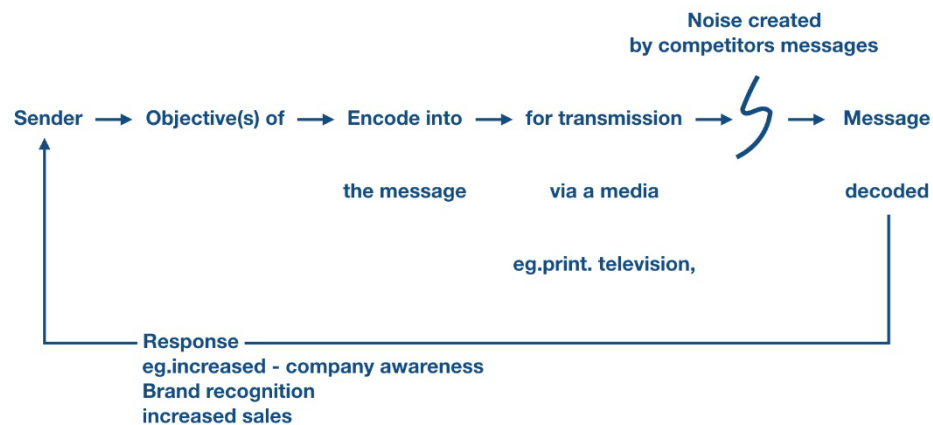 Noise created
by competitors messages
Sender
Objective(s) of
Encode into
for transmission
Message
the message
via a media
decoded
eg.print. television,
Response
eg.increased - company awareness
Brand recognition
increased sales